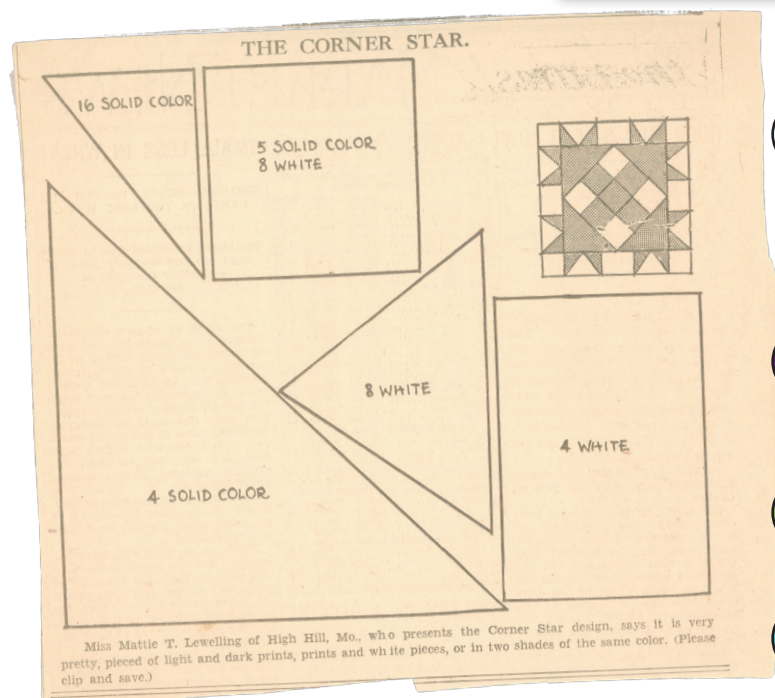 THE CORNER STAR.
16 SOLID COLOR
5 SOLID COLOR
8 WHITE
8 WHITE
4 WHITE
4 SOLID COLOR
Miss Mattie T. Lewelling of High Hill, Mo., who presents the Corner Star design, says it is very
pretty, pieced of light and dark prints, prints and white pieces, or in two shades of the same color. (Please
clip and save.)